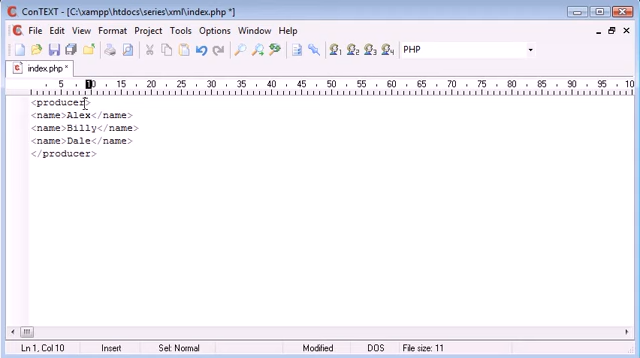 ConTEXT - [C:\xampp\htdocs\series\xml\index.php *]
File Edit View Format Project Tools Options Window Help
PHP
index.php *
5 10 15 20 25 30 35 40 45 50 55 60 65 70 75 80 85 90 95 100
<producer>
<name>Alex</name>
<name>Billy</name>
<name>Dale</name>
</producer>
Ln 1, Col 10 Insert Sel: Normal Modified DOS File size: 11